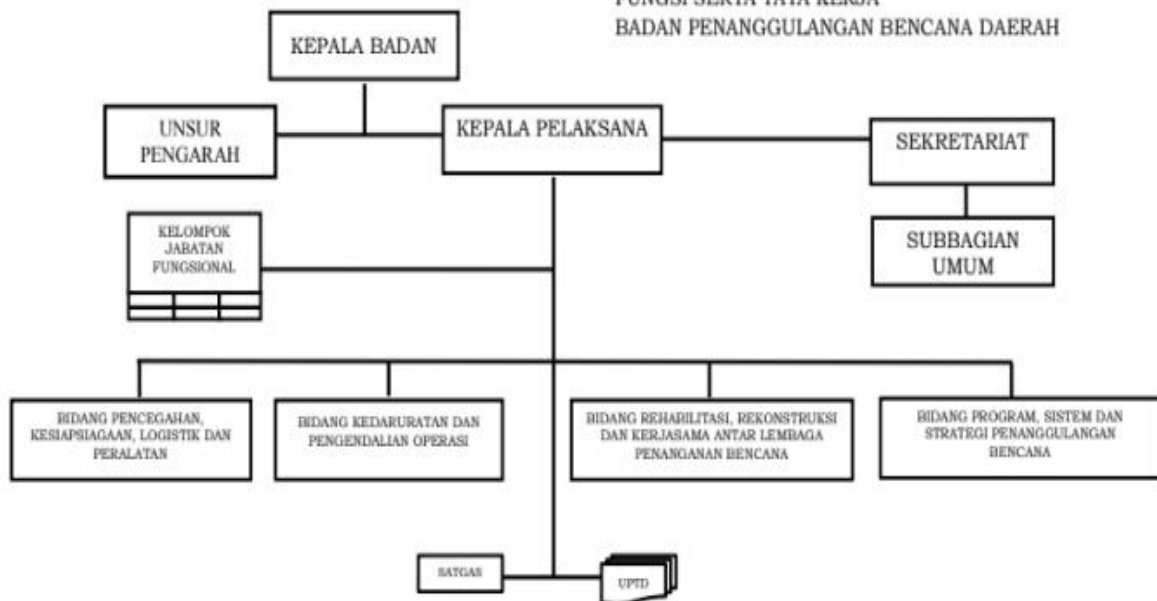 FUNGSI SERTA TATA KERJA
BADAN PENANGGULANGAN BENCANA DAERAH
KEPALA BADAN
UNSUR
PENGARAH
KEPALA PELAKSANA
SEKRETARIAT
KELOMPOK
JABATAN
FUNGSIONAL
SUBBAGIAN
UMUM
BIDANG PENCEGAHAN,
KESIAPSIAGAAN, LOGISTIK DAN
PERALATAN
BIDANG KEDARURATAN DAN
PENGENDALIAN OPERASI
BIDANG REHABILITASI, REKONSTRUKSI
DAN KERJASAMA ANTAR LEMBAGA
PENANGANAN BENCANA
BIDANG PROGRAM, SISTEM DAN
STRATEGI PENANGGULANGAN
BENCANA
SATGAS
UPTD